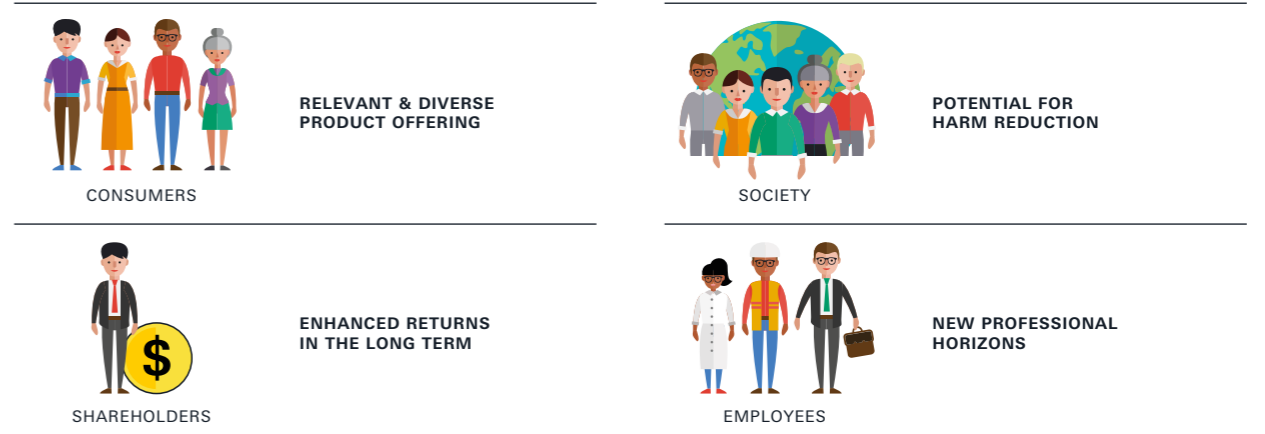 RELEVANT & DIVERSE
PRODUCT OFFERING
CONSUMERS
POTENTIAL FOR
HARM REDUCTION
SOCIETY
ENHANCED RETURNS
IN THE LONG TERM
$
SHAREHOLDERS
NEW PROFESSIONAL
HORIZONS
EMPLOYEES